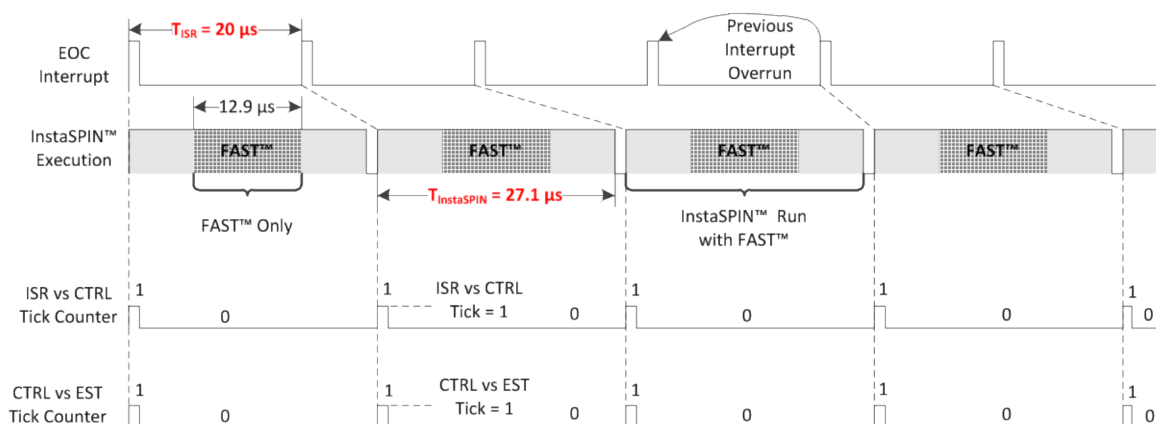 T_ISR = 20 µs
EOC
Interrupt
Previous
Interrupt
Overrun
12.9 µs
InstaSPIN™
Execution
FAST™
FAST™
FAST™
FAST™
T_InstaSPIN = 27.1 µs
FAST™ Only
InstaSPIN™ Run
with FAST™
ISR vs CTRL
Tick Counter
1
0
1
ISR vs CTRL
Tick = 1
0
1
0
1
0
1
0
CTRL vs EST
Tick Counter
1
0
1
CTRL vs EST
Tick = 1
0
1
0
1
0
1
0